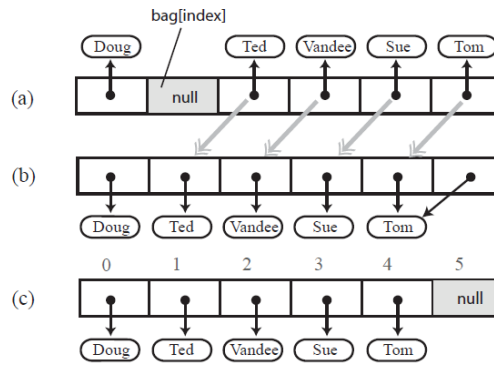 bag[index]
Doug Ted Vandee Sue Tom
(a) null
(b)
Doug Ted Vandee Sue Tom
0 1 2 3 4 5
(c) null
Doug Ted Vandee Sue Tom